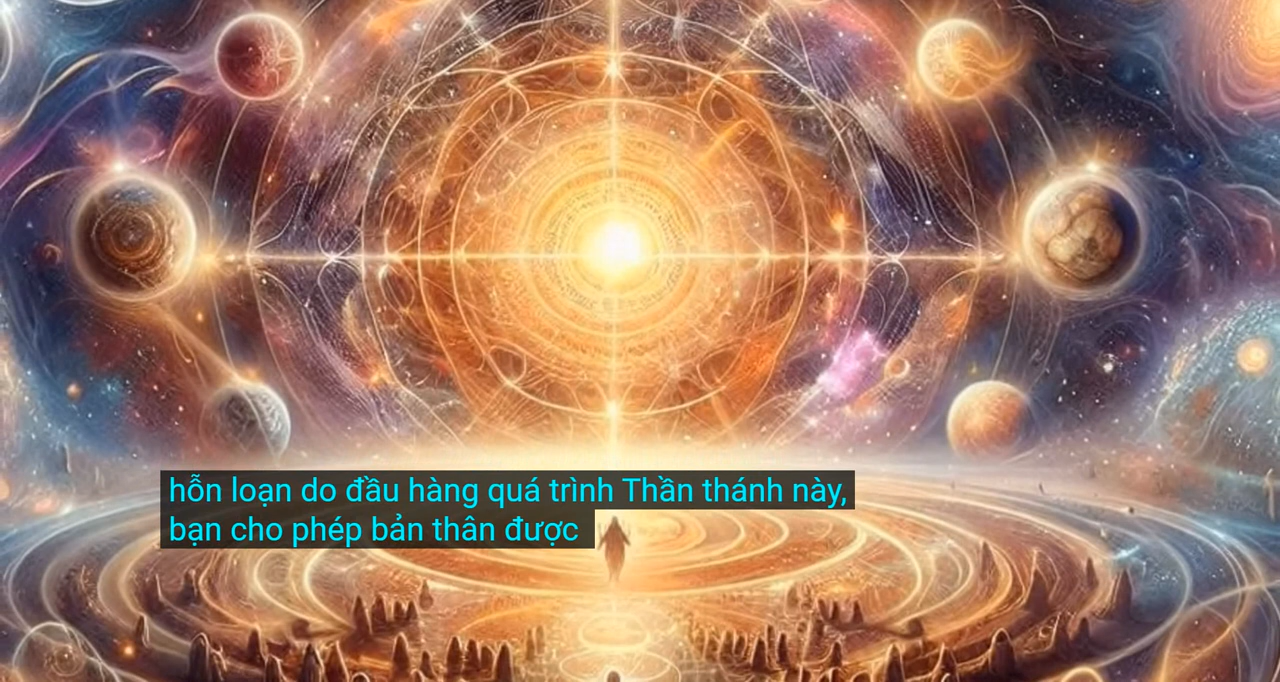 hỗn loạn do đầu hàng quá trình Thần thánh này,
bạn cho phép bản thân được